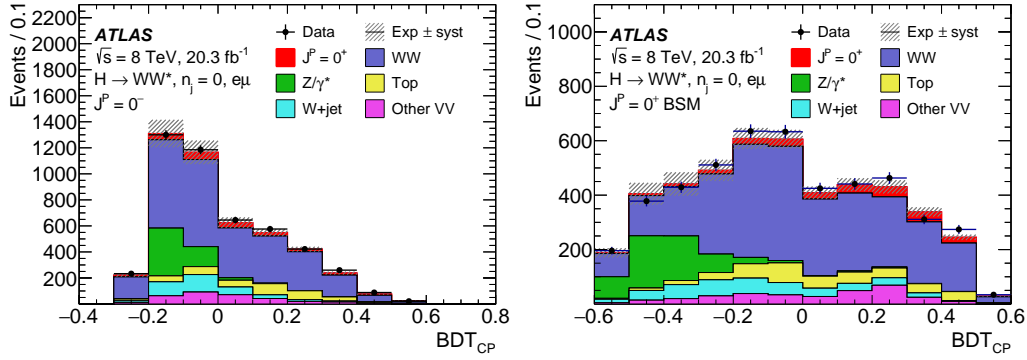 Events / 0.1
2200
2000
1800
1600
1400
1200
1000
800
600
400
200
ATLAS
√s = 8 TeV, 20.3 fb⁻¹
H → WW*, nⱼ = 0, eμ
Jᴾ = 0⁻
Data
Exp ± syst
Jᴾ = 0⁺
WW
Z/γ*
Top
W+jet
Other VV
−0.4 −0.2 0 0.2 0.4 0.6 0.8
BDT_CP
Events / 0.1
1000
800
600
400
200
ATLAS
√s = 8 TeV, 20.3 fb⁻¹
H → WW*, nⱼ = 0, eμ
Jᴾ = 0⁺ BSM
Data
Exp ± syst
Jᴾ = 0⁺
WW
Z/γ*
Top
W+jet
Other VV
−0.6 −0.4 −0.2 0 0.2 0.4 0.6
BDT_CP